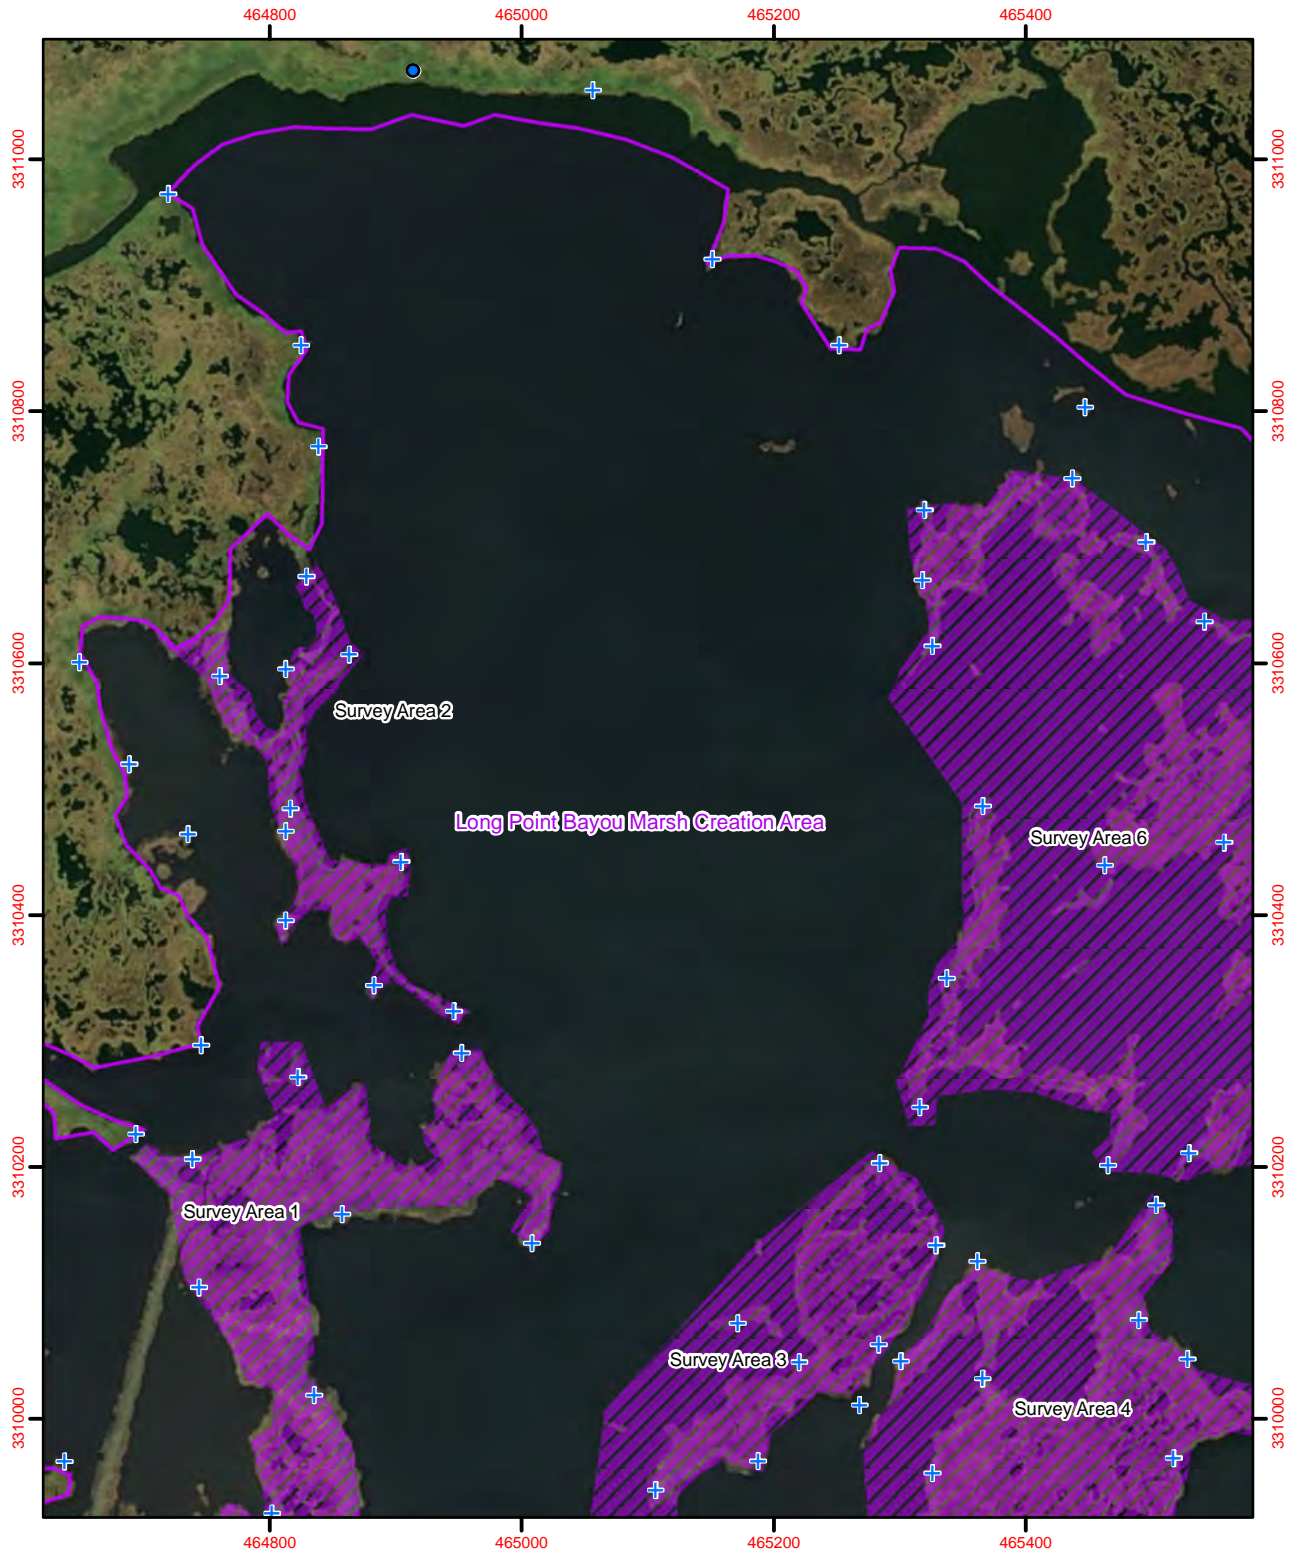 464800 465000 465200 465400
3311000 3311000
3310800 3310800
3310600 3310600
Survey Area 2
Long Point Bayou Marsh Creation Area
Survey Area 6
3310400 3310400
3310200 3310200
Survey Area 1
Survey Area 3
Survey Area 4
3310000 3310000
464800 465000 465200 465400